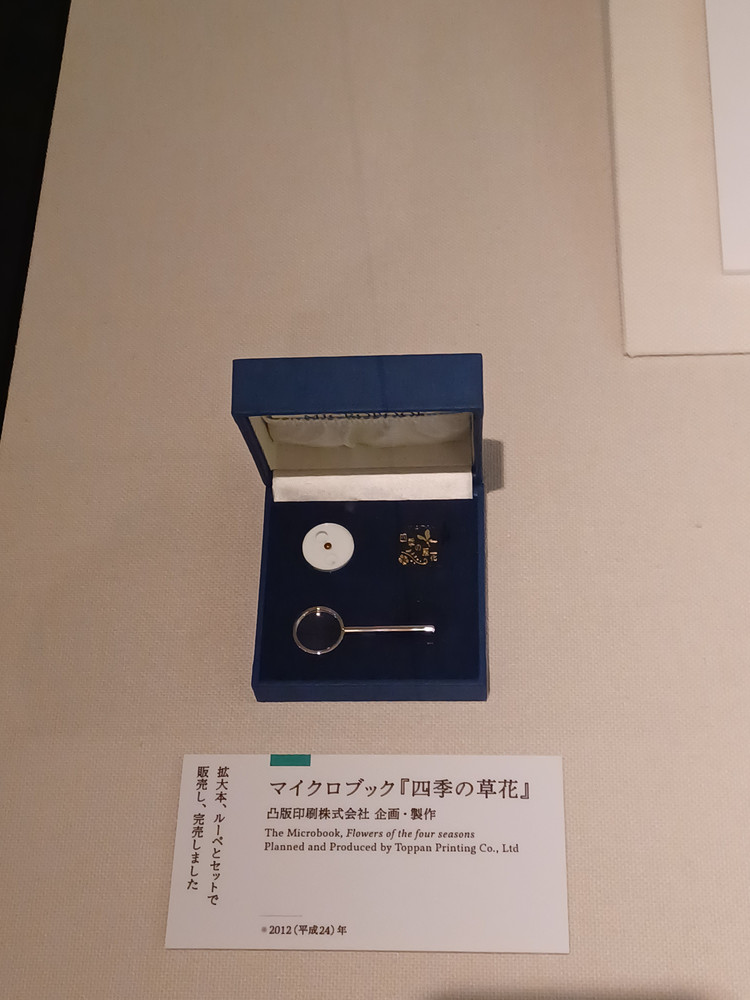 マイクロブック『四季の草花』
凸版印刷株式会社 企画・製作
The Microbook, Flowers of the four seasons
Planned and Produced by Toppan Printing Co., Ltd
※2012(平成24)年
拡大本、ルーペとセットで
販売し、完売しました